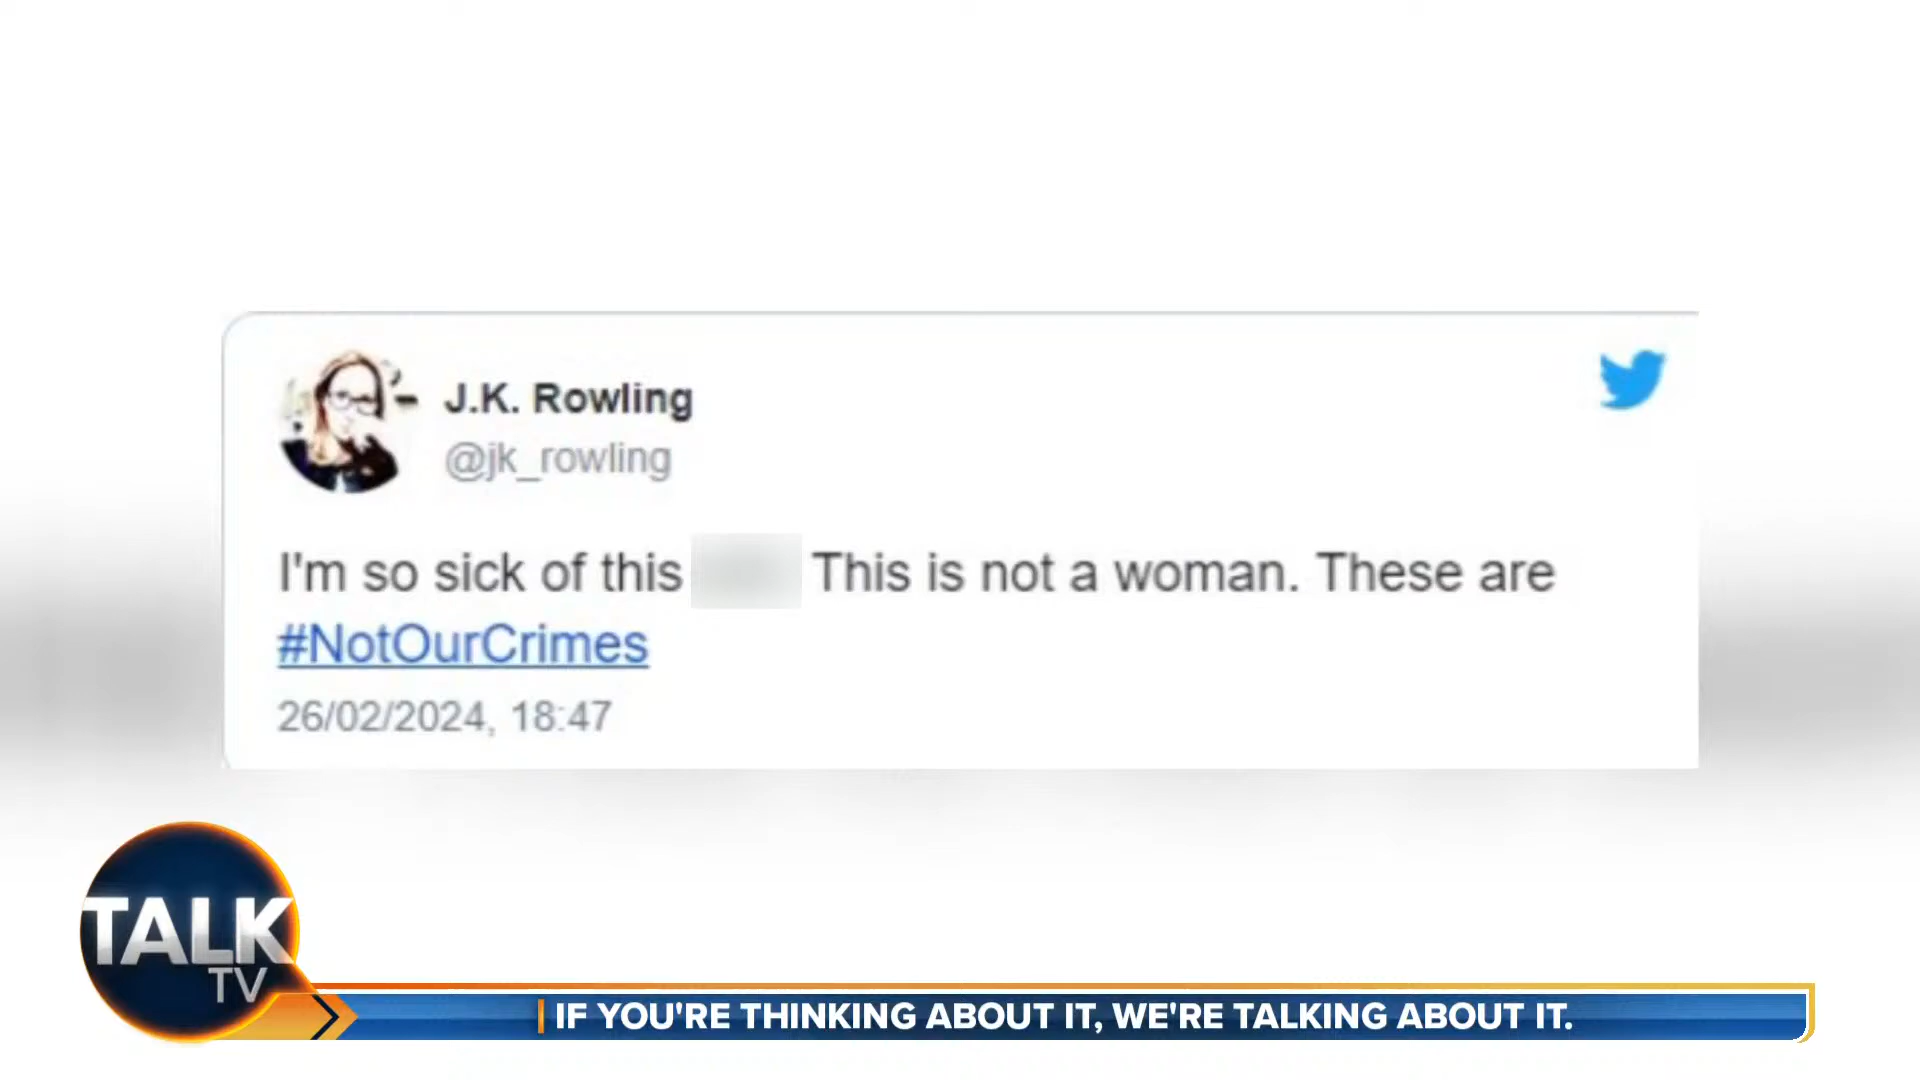 J.K. Rowling
@jk_rowling
I'm so sick of this This is not a woman. These are
#NotOurCrimes
26/02/2024, 18:47
TALK
TV
IF YOU'RE THINKING ABOUT IT, WE'RE TALKING ABOUT IT.